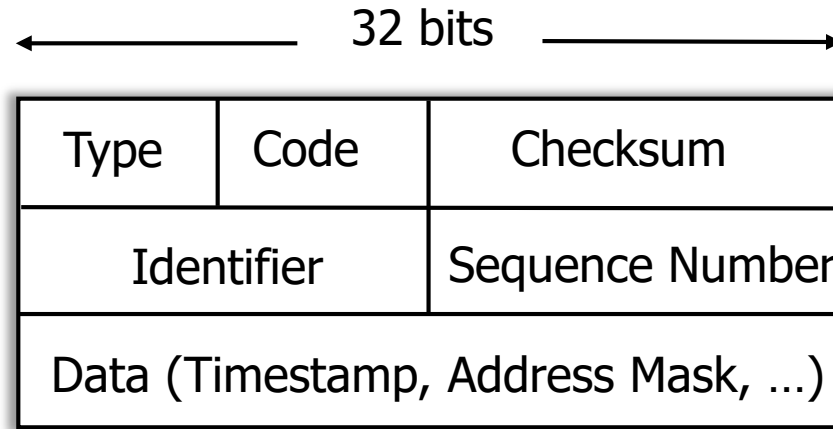 32 bits
Type Code Checksum
Identifier Sequence Number
Data (Timestamp, Address Mask, …)